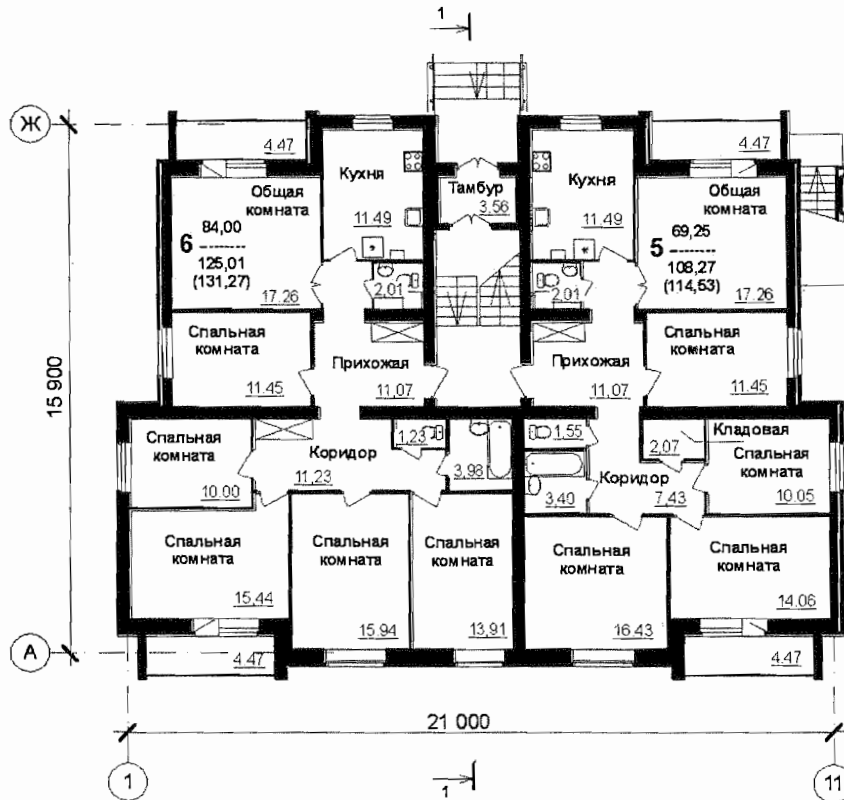 1
Ж
4.47
4.47
Кухня
11.49
Тамбур
3,56
Кухня
11.49
Общая
комната
6
84,00
125,01
(131,27)
17.26
2,01
2,01
Общая
комната
5
69,25
108,27
(114,53)
17.26
Спальная
комната
11.45
Прихожая
11,07
Прихожая
11.07
Спальная
комната
11.45
15 900
Спальная
комната
10.00
Коридор
11,23
1,23
3,98
1,55
3,40
Коридор
7,43
2,07
Кладовая
Спальная
комната
10.05
Спальная
комната
15,44
Спальная
комната
15.94
Спальная
комната
13,91
Спальная
комната
16.43
Спальная
комната
14.06
А
4.47
4.47
21 000
1
1
11